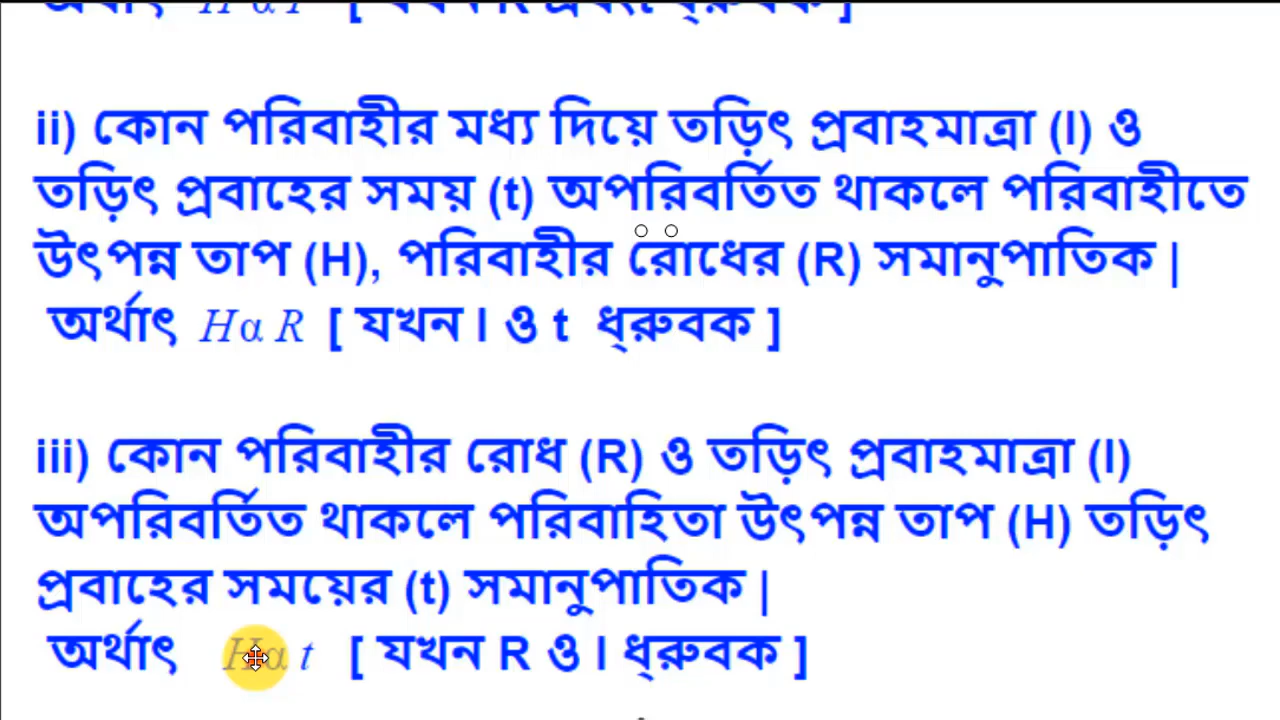 ii) কোন পরিবাহীর মধ্য দিয়ে তড়িৎ প্রবাহমাত্রা (I) ও
তড়িৎ প্রবাহের সময় (t) অপরিবর্তিত থাকলে পরিবাহীতে
উৎপন্ন তাপ (H), পরিবাহীর রোধের (R) সমানুপাতিক |
অর্থাৎ H α R [ যখন I ও t ধ্‌রুবক ]
iii) কোন পরিবাহীর রোধ (R) ও তড়িৎ প্রবাহমাত্রা (I)
অপরিবর্তিত থাকলে পরিবাহিতা উৎপন্ন তাপ (H) তড়িৎ
প্রবাহের সময়ের (t) সমানুপাতিক |
অর্থাৎ H α t [ যখন R ও I ধ্‌রুবক ]